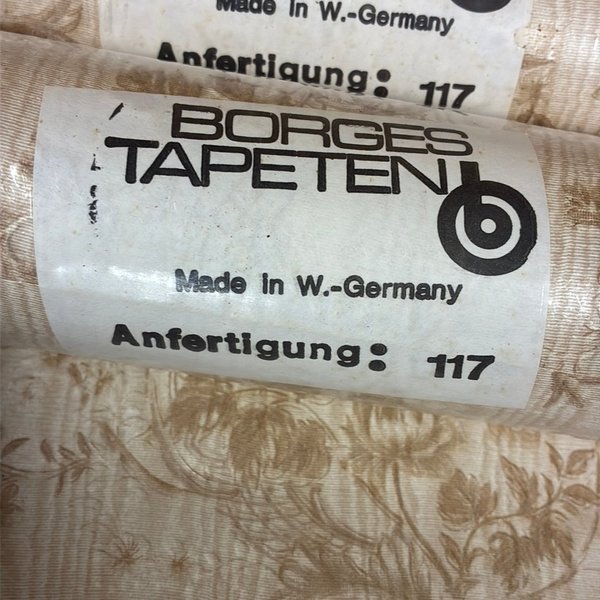 Made in W.-Germany
Anfertigung: 117
BORGES
TAPETEN
b
Made in W.-Germany
Anfertigung: 117